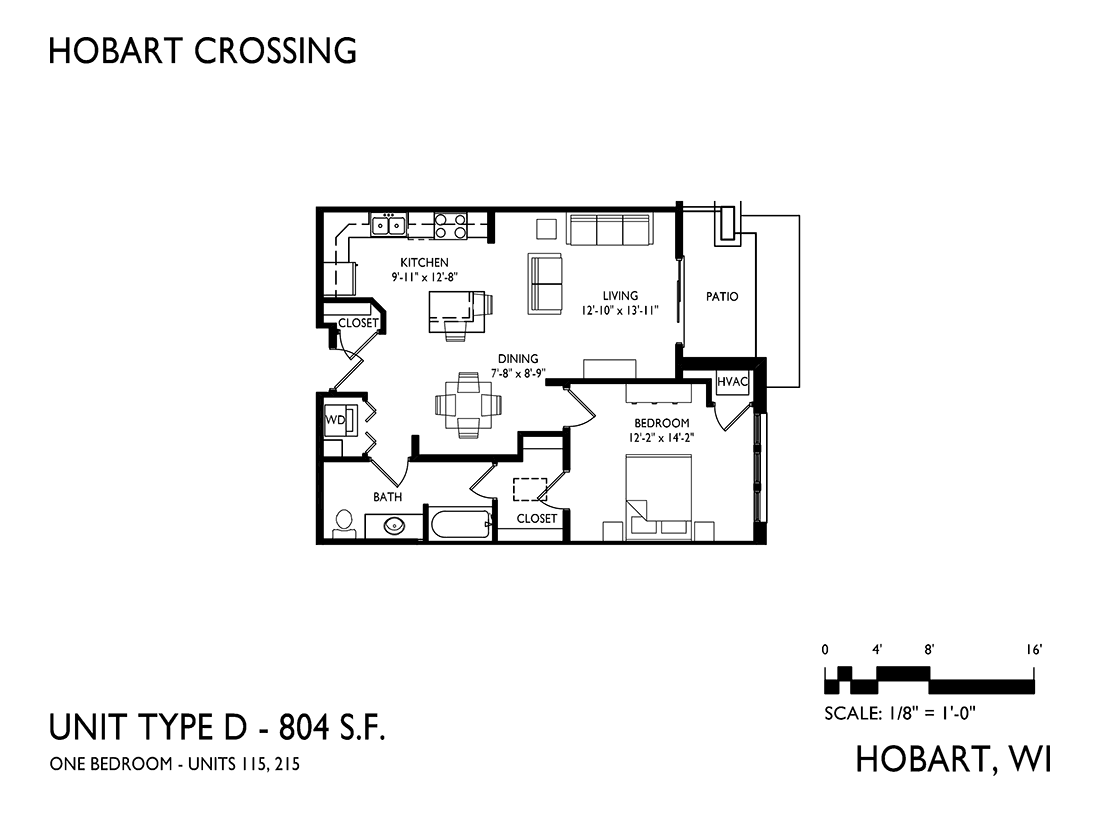 HOBART CROSSING
KITCHEN
9'-11" x 12'-8"
LIVING
12'-10" x 13'-11"
PATIO
CLOSET
DINING
7'-8" x 8'-9"
HVAC
WD
BEDROOM
12'-2" x 14'-2"
BATH
CLOSET
0 4' 8' 16'
SCALE: 1/8" = 1'-0"
UNIT TYPE D - 804 S.F.
ONE BEDROOM - UNITS 115, 215
HOBART, WI